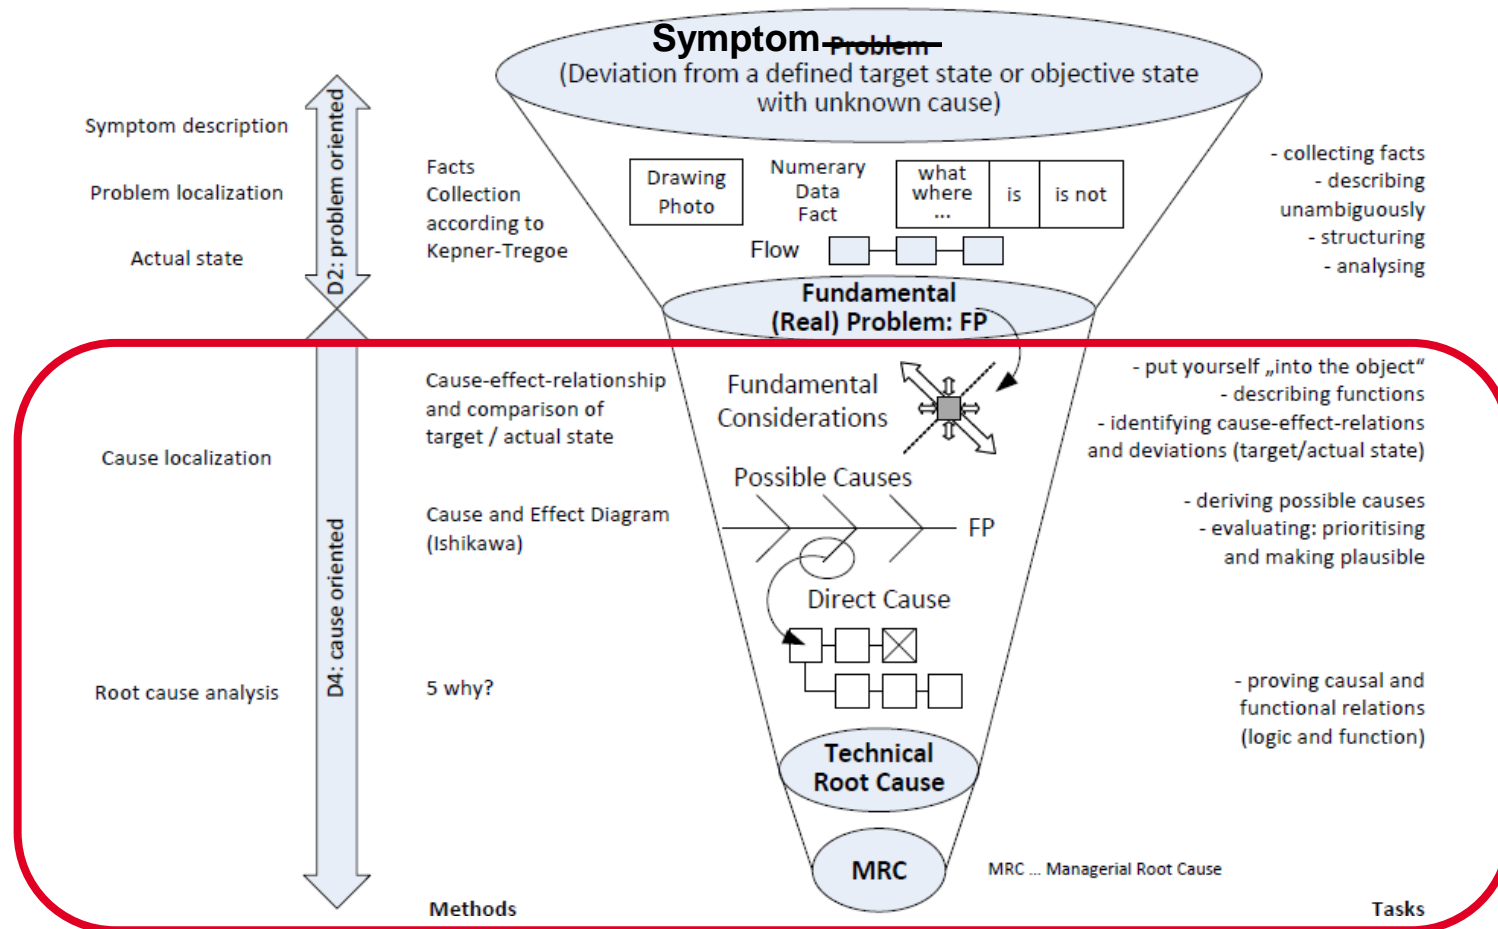 Symptom Problem
(Deviation from a defined target state or objective state
with unknown cause)
Symptom description
Problem localization
Actual state
D2: problem oriented
Facts
Collection
according to
Kepner-Tregoe
Drawing
Photo
Numerary
Data
Fact
what
where
...
is
is not
Flow
- collecting facts
- describing
unambiguously
- structuring
- analysing
Fundamental
(Real) Problem: FP
Cause localization
Root cause analysis
D4: cause oriented
Cause-effect-relationship
and comparison of
target / actual state
Fundamental
Considerations
- put yourself „into the object“
- describing functions
- identifying cause-effect-relations
and deviations (target/actual state)
Possible Causes
Cause and Effect Diagram
(Ishikawa)
FP
- deriving possible causes
- evaluating: prioritising
and making plausible
Direct Cause
5 why?
- proving causal and
functional relations
(logic and function)
Technical
Root Cause
MRC
MRC ... Managerial Root Cause
Methods
Tasks